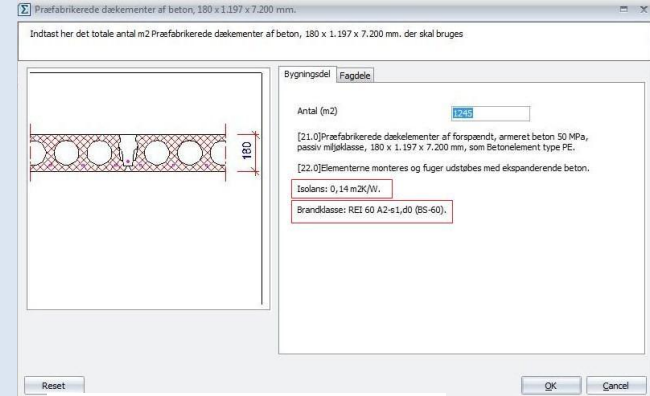 Præfabrikerede dækementer af beton, 180 x 1.197 x 7.200 mm.
Indtast her det totale antal m2 Præfabrikerede dækementer af beton, 180 x 1.197 x 7.200 mm. der skal bruges
Bygningsdel Fagdele
Antal (m2) 1245
[21.0]Præfabrikerede dækelementer af forspændt, armeret beton 50 MPa,
passiv miljøklasse, 180 x 1.197 x 7.200 mm, som Betonelement type PE.
[22.0]Elementerne monteres og fuger udstøbes med ekspanderende beton.
Isolans: 0,14 m2K/W.
Brandklasse: REI 60 A2-s1,d0 (BS-60).
180
Reset OK Cancel